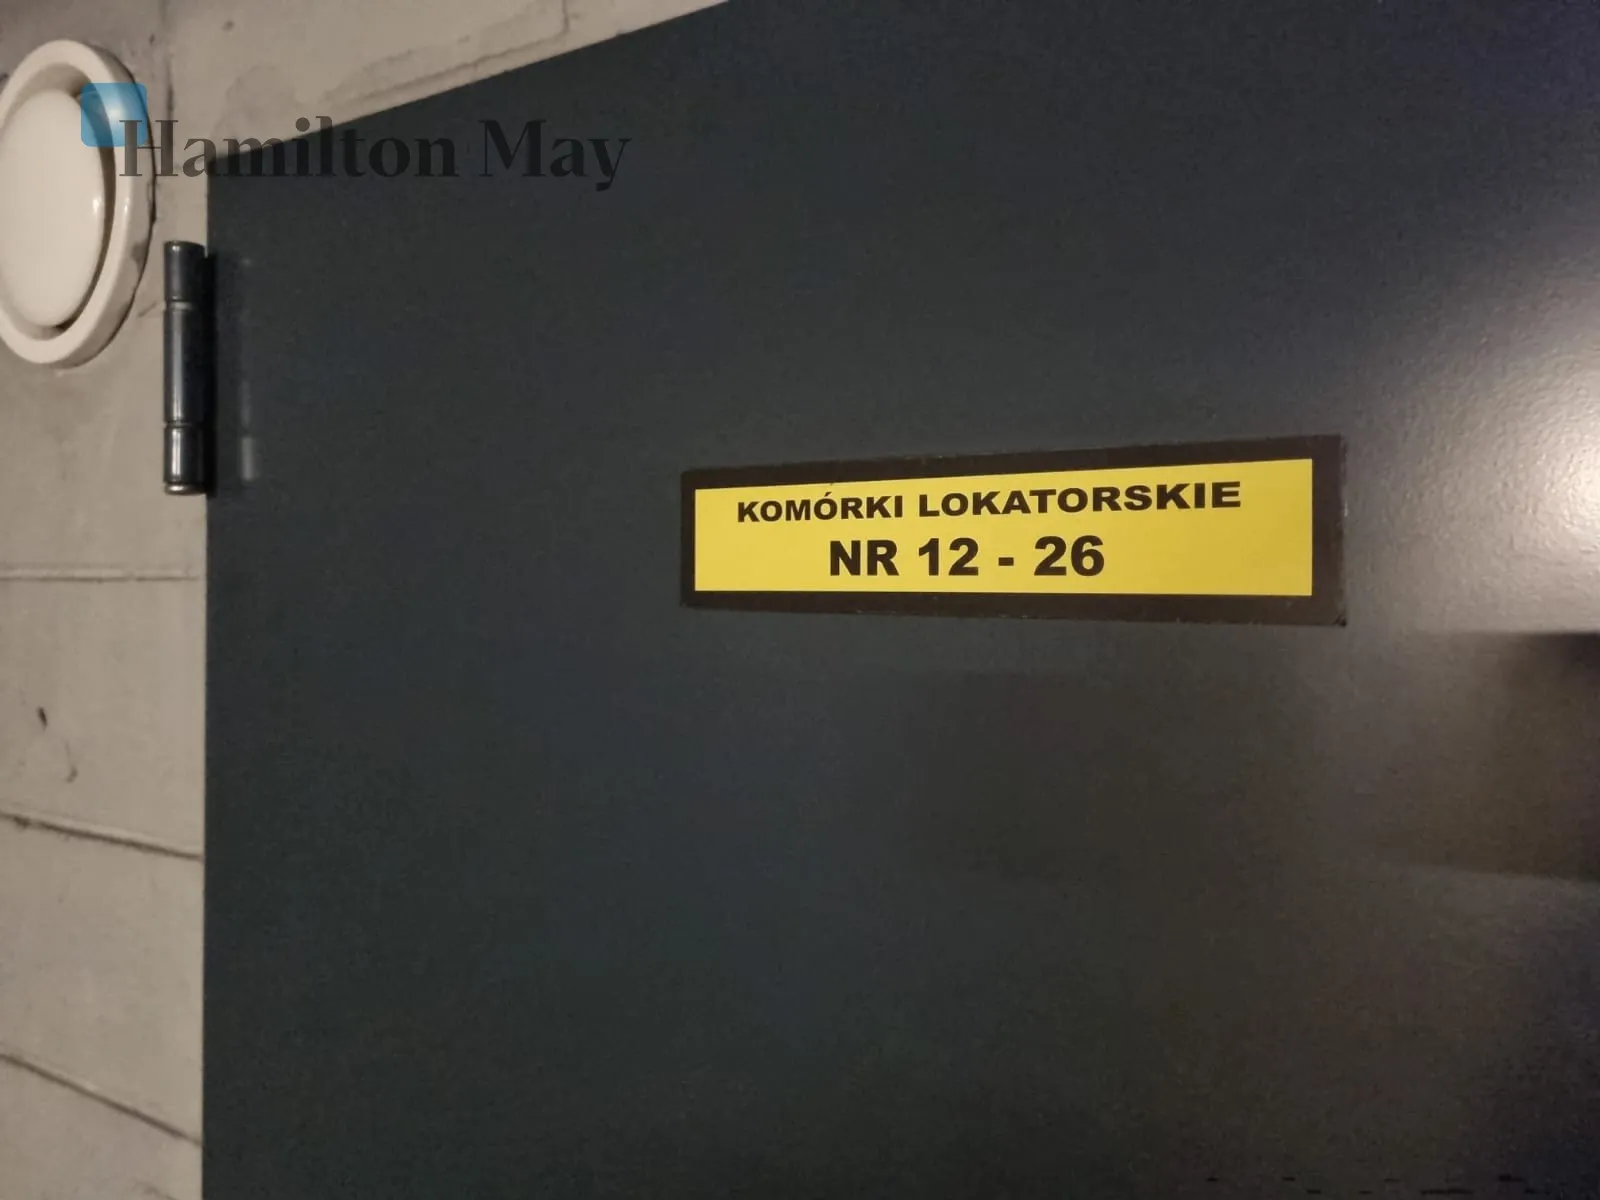 Hamilton May
KOMÓRKI LOKATORSKIE
NR 12 - 26